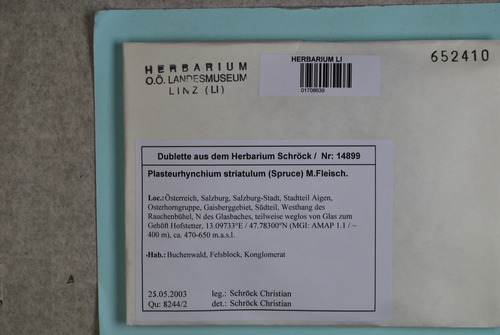 HERBARIUM
O.Ö. LANDESMUSEUM
LINZ (LI)
HERBARIUM LI
01708639
652410
Dublette aus dem Herbarium Schröck / Nr: 14899
Plasteurhynchium striatulum (Spruce) M.Fleisch.
Loc.:Österreich, Salzburg, Salzburg-Stadt, Stadtteil Aigen,
Osterhorngruppe, Gaisberggebiet, Südteil, Westhang des
Rauchenbühel, N des Glasbaches, teilweise weglos von Glas zum
Gehöft Hofstetter, 13.09733°E / 47.78300°N (MGI: AMAP 1.1 / ~
400 m), ca. 470-650 m.a.s.l.
-Hab.: Buchenwald, Felsblock, Konglomerat
25.05.2003 leg.: Schröck Christian
Qu: 8244/2 det.: Schröck Christian